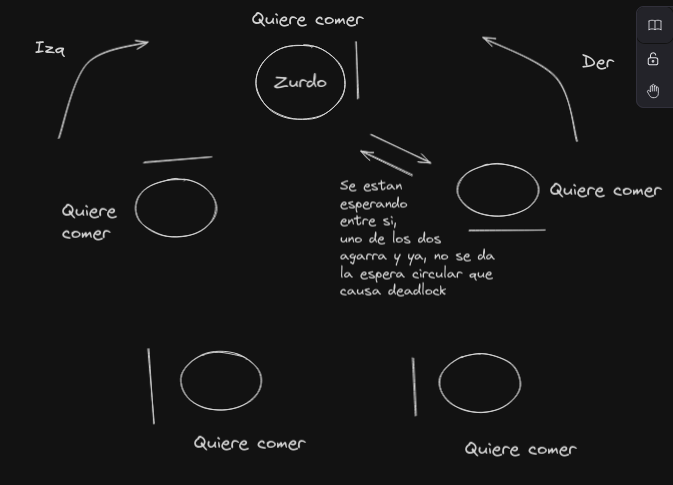 Quiere comer
Izq
Der
Zurdo
Quiere comer
Quiere
comer
Se estan
esperando
entre si,
uno de los dos
agarra y ya, no se da
la espera circular que
causa deadlock
Quiere comer
Quiere comer